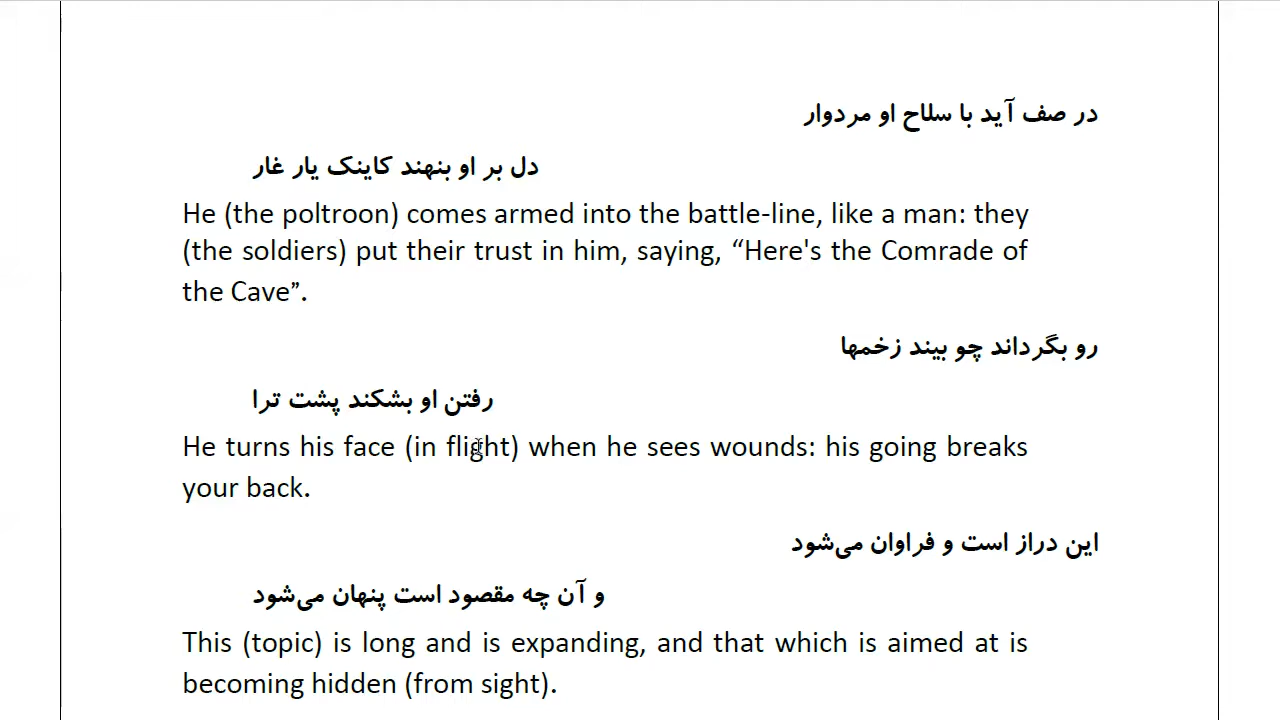 در صف آید با سلاح او مردوار
دل بر او بنهند کاینک یار غار
He (the poltroon) comes armed into the battle-line, like a man: they
(the soldiers) put their trust in him, saying, “Here's the Comrade of
the Cave”.
رو بگرداند چو بیند زخمها
رفتن او بشکند پشت ترا
He turns his face (in flight) when he sees wounds: his going breaks
your back.
این دراز است و فراوان می‌شود
و آن چه مقصود است پنهان می‌شود
This (topic) is long and is expanding, and that which is aimed at is
becoming hidden (from sight).